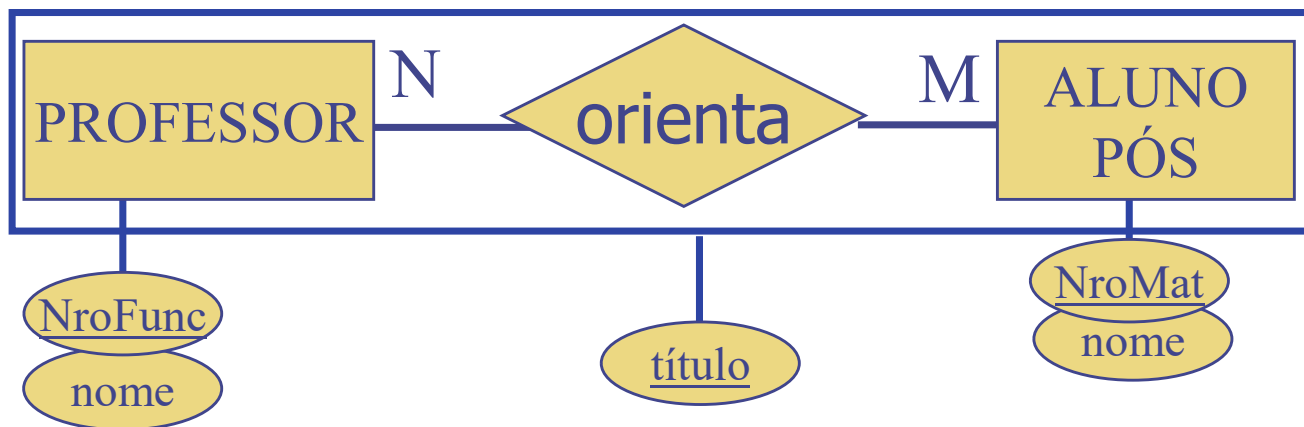 PROFESSOR
N
orienta
M
ALUNO
PÓS
NroFunc
nome
título
NroMat
nome